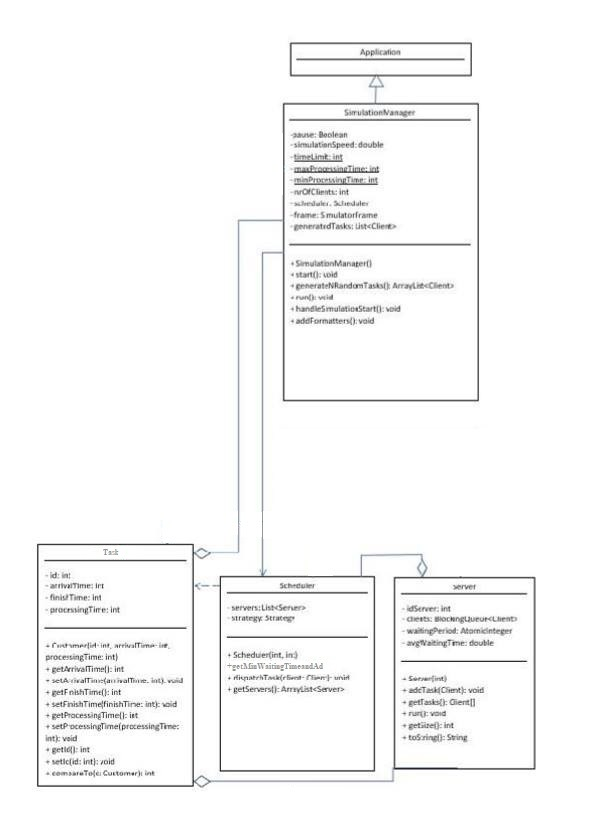 Application
SimulationManager
-pause: Boolean
-simulationSpeed: double
-timeLimit: int
-maxProcessingTime: int
-minProcessingTime: int
-nrOfClients: int
-scheduler: Scheduler
-frame: SimulatorFrame
-generatedTasks: List<Client>
+SimulationManager()
+start(): void
+generateNRandomTasks(): ArrayList<Client>
+run(): void
+handleSimulationStart(): void
+addFormatters(): void
Task
- id: int
- arrivalTime: int
- finishTime: int
- processingTime: int
+ Customer(id: int, arrivalTime: int,
processingTime: int)
+ getArrivalTime(): int
+ setArrivalTime(arrivalTime: int): void
+ getFinishTime(): int
+ setFinishTime(finishTime: int): void
+ getProcessingTime(): int
+ setProcessingTime(processingTime:
int): void
+ getId(): int
+ setId(id: int): void
+ compareTo(c: Customer): int
Scheduler
- servers:List<Server>
- strategy: Strategy
+ Scheduler(int, int)
+getMinWaitingTimeandAd
+ dispatchTask(client: Client): void
+ getServers(): ArrayList<Server>
Server
- idServer: int
- clients: BlockingQueue<Client>
- waitingPeriod: AtomicInteger
- avgWaitingTime: double
+ Server(int)
+ addTask(Client): void
+ getTasks(): Client[]
+ run(): void
+ getSize(): int
+ toString(): String